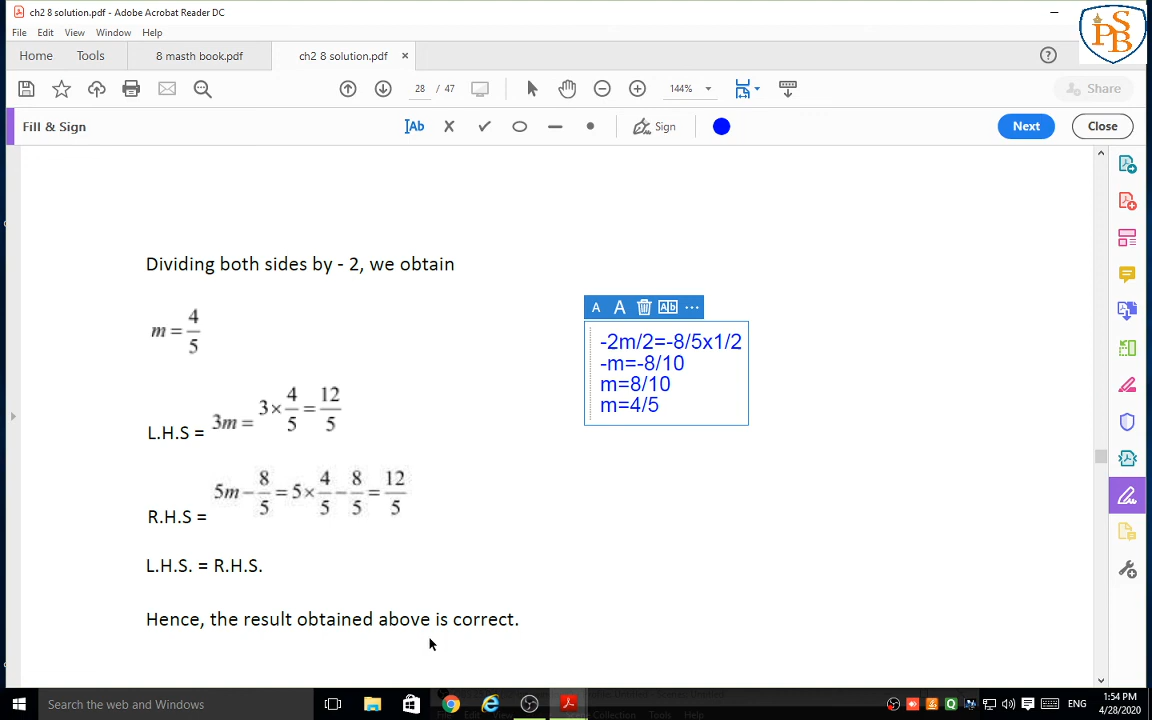 ch2 8 solution.pdf - Adobe Acrobat Reader DC
File Edit View Window Help
Home Tools 8 masth book.pdf ch2 8 solution.pdf ×
28 / 47 144% Share
Fill & Sign Ab Sign Next Close
PSB
Dividing both sides by - 2, we obtain
m = 4/5
A A Ab ...
-2m/2=-8/5x1/2
-m=-8/10
m=8/10
m=4/5
L.H.S = 3m = 3 × 4/5 = 12/5
R.H.S = 5m − 8/5 = 5 × 4/5 − 8/5 = 12/5
L.H.S. = R.H.S.
Hence, the result obtained above is correct.
Search the web and Windows
ENG
1:54 PM
4/28/2020